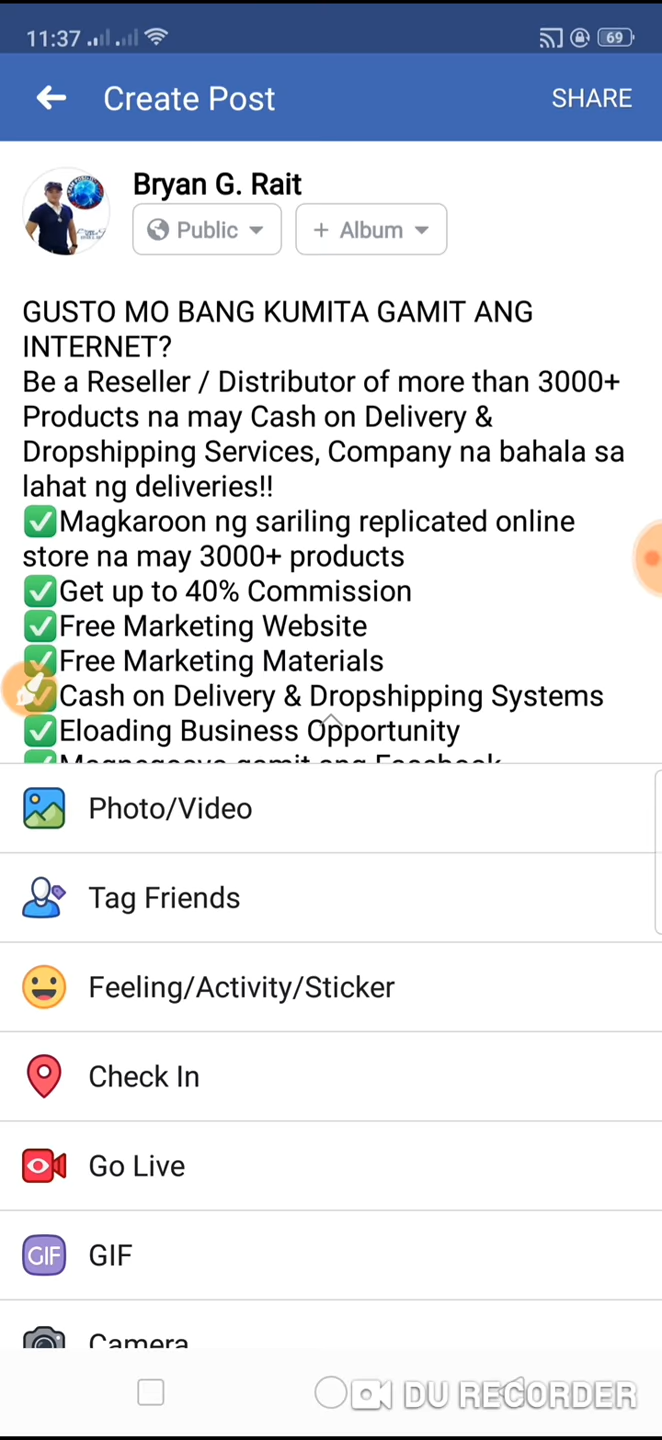 11:37
69
Create Post
SHARE
Bryan G. Rait
Public
+ Album
GUSTO MO BANG KUMITA GAMIT ANG
INTERNET?
Be a Reseller / Distributor of more than 3000+
Products na may Cash on Delivery &
Dropshipping Services, Company na bahala sa
lahat ng deliveries!!
✅Magkaroon ng sariling replicated online
store na may 3000+ products
✅Get up to 40% Commission
✅Free Marketing Website
✅Free Marketing Materials
✅Cash on Delivery & Dropshipping Systems
✅Eloading Business Opportunity
Photo/Video
Tag Friends
Feeling/Activity/Sticker
Check In
Go Live
GIF
GIF
Camera
DU RECORDER